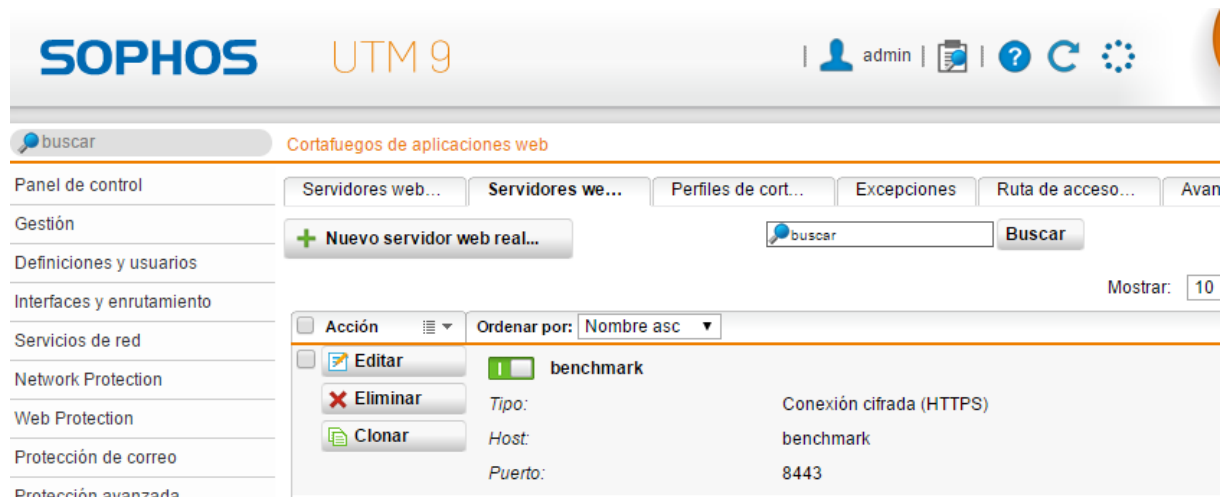 SOPHOS UTM 9 | admin | | ?
buscar
Cortafuegos de aplicaciones web
Panel de control
Gestión
Definiciones y usuarios
Interfaces y enrutamiento
Servicios de red
Network Protection
Web Protection
Protección de correo
Protección avanzada
Servidores web... Servidores we... Perfiles de cort... Excepciones Ruta de acceso... Avan
Nuevo servidor web real... buscar Buscar
Mostrar: 10
Acción Ordenar por: Nombre asc
Editar benchmark
Eliminar Tipo: Conexión cifrada (HTTPS)
Clonar Host: benchmark
Puerto: 8443